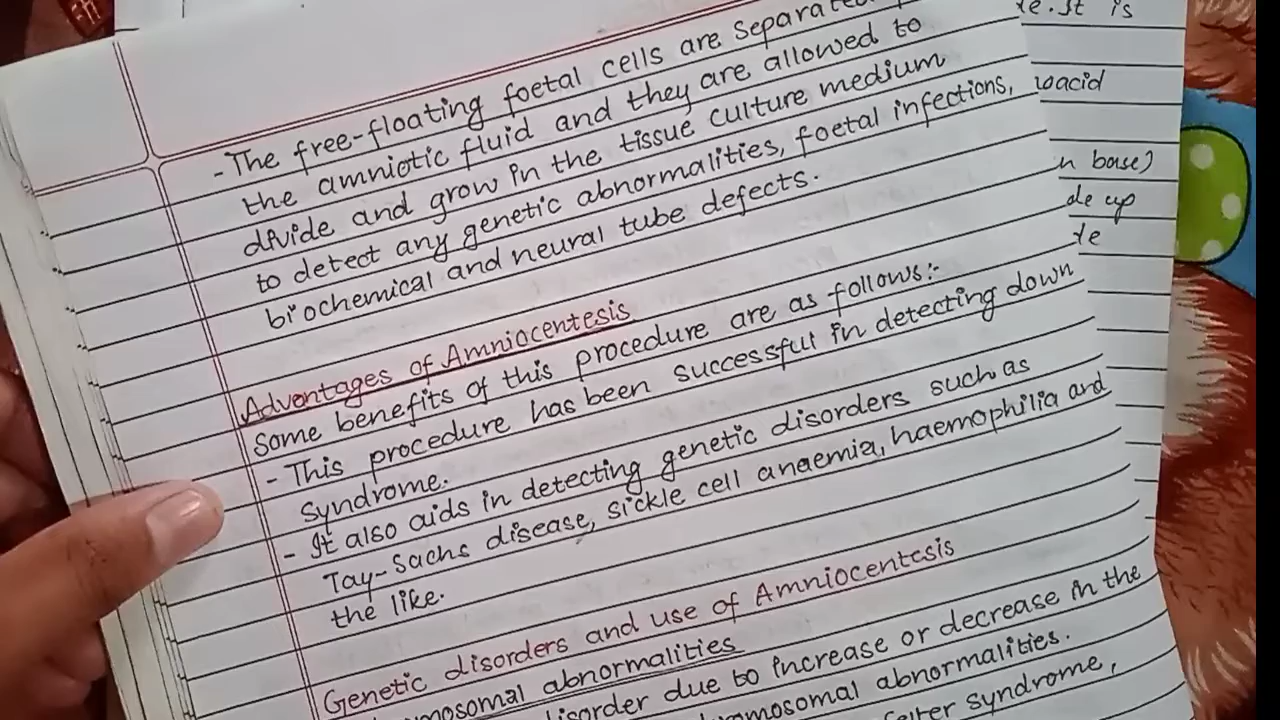 - The free-floating foetal cells are separated
the amniotic fluid and they are allowed to
divide and grow in the tissue culture medium
to detect any genetic abnormalities, foetal infections,
biochemical and neural tube defects.
Advantages of Amniocentesis
Some benefits of this procedure are as follows:-
- This procedure has been successful in detecting down
syndrome.
- It also aids in detecting genetic disorders such as
Tay-Sachs disease, sickle cell anaemia, haemophilia and
the like.
Genetic disorders and use of Amniocentesis
abnormalities
disorder due to increase or decrease in the
abnormalities.
syndrome,
It is
n base)
up